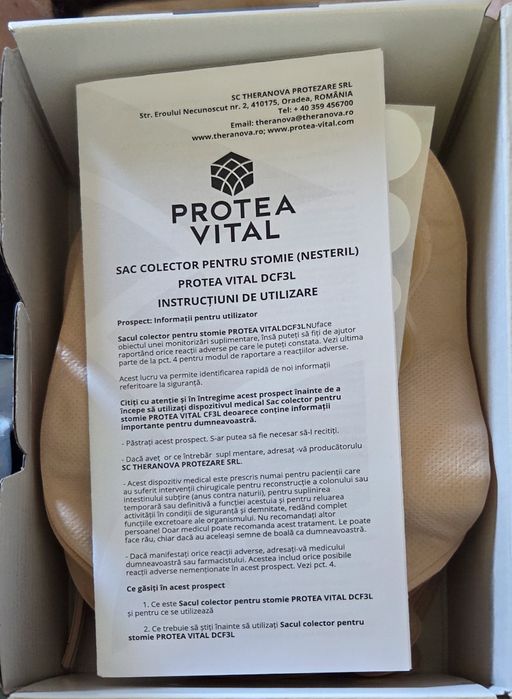 SC THERANOVA PROTEZARE SRL
Str. Eroului Necunoscut nr. 2, 410175, Oradea, ROMÂNIA
Tel: + 40 359 456700
Email: theranova@theranova.ro
www.theranova.ro; www.protea-vital.com
PROTEA
VITAL
SAC COLECTOR PENTRU STOMIE (NESTERIL)
PROTEA VITAL DCF3L
INSTRUCȚIUNI DE UTILIZARE
Prospect: Informații pentru utilizator
Sacul colector pentru stomie PROTEA VITALDCF3LNUface
obiectul unei monitorizări suplimentare, însă puteți să fiți de ajutor
raportând orice reacții adverse pe care le puteți constata. Vezi ultima
parte de la pct. 4 pentru modul de raportare a reacțiilor adverse.
Acest lucru va permite identificarea rapidă de noi informații
referitoare la siguranță.
Citiți cu atenție și în întregime acest prospect înainte de a
începe să utilizați dispozitivul medical Sac colector pentru
stomie PROTEA VITAL CF3L deoarece conține informații
importante pentru dumneavoastră.
- Păstrați acest prospect. S-ar putea să fie necesar să-l recitiți.
- Dacă aveț or ce întrebăr supl mentare, adresaț -vă producătorulu
SC THERANOVA PROTEZARE SRL.
- Acest dispozitiv medical este prescris numai pentru pacienții care
au suferit intervenții chirugicale pentru reconstrucție a colonului sau
intestinului subțire (anus contra naturii), pentru suplinirea
temporară sau definitivă a funcției acestuia și pentru reluarea
activității în condiții de siguranță și demnitate, redând complet
funcțiile excretoare ale organismului. Nu recomandați altor
persoane! Doar medicul poate recomanda acest tratament. Le poate
face rău, chiar dacă au aceleași semne de boală ca dumneavoastră.
- Dacă manifestați orice reacții adverse, adresați-vă medicului
dumneavoastră sau farmacistului. Acestea includ orice posibile
reacții adverse nemenționate în acest prospect. Vezi pct. 4.
Ce găsiți în acest prospect
1. Ce este Sacul colector pentru stomie PROTEA VITAL DCF3L
și pentru ce se utilizează
2. Ce trebuie să știți înainte să utilizați Sacul colector pentru
stomie PROTEA VITAL DCF3L